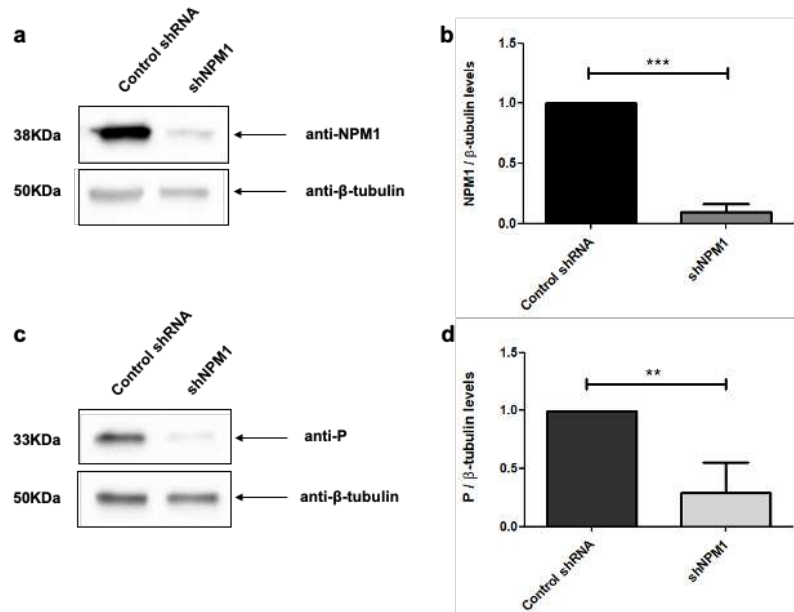 a
Control shRNA
shNPM1
38KDa
anti-NPM1
50KDa
anti-β-tubulin
b
NPM1 / β-tubulin levels
1.5
1.0
0.5
0.0
***
Control shRNA
shNPM1
c
Control shRNA
shNPM1
33KDa
anti-P
50KDa
anti-β-tubulin
d
P / β-tubulin levels
1.5
1.0
0.5
0.0
**
Control shRNA
shNPM1